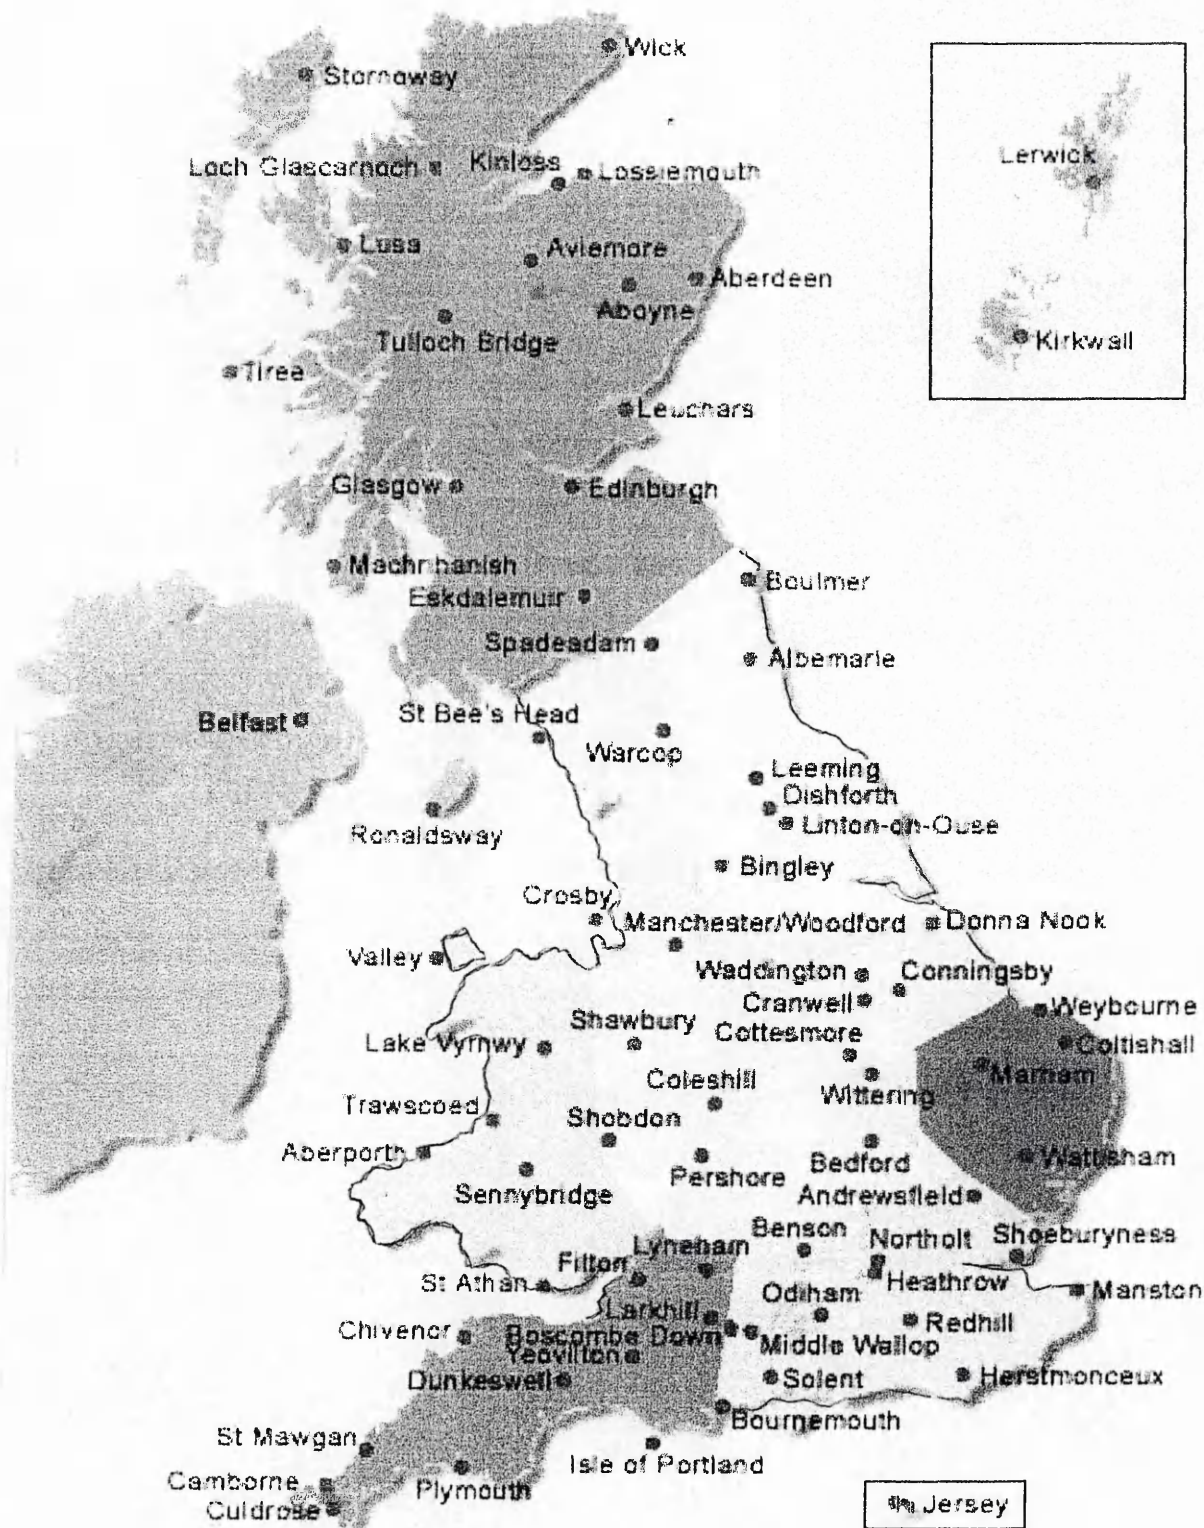 Wick
Stornoway
Lerwick
Loch Glascarnoch
Kinloss
Lossiemouth
Lusa
Aviemore
Aberdeen
Aboyne
Kirkwall
Tulloch Bridge
Tiree
Leuchars
Glasgow
Edinburgh
Machrihanish
Boulmer
Eskdalemuir
Spadeadam
Albemarle
St Bee's Head
Belfast
Warcop
Leeming
Dishforth
Linton-on-Ouse
Ronaldsway
Bingley
Crosby
Manchester/Woodford
Donna Nook
Valley
Waddington
Conningsby
Cranwell
Weybourne
Shawbury
Cottesmore
Lake Vyrnwy
Coltishall
Marham
Coleshill
Wittering
Trawscoed
Shobdon
Aberporth
Bedford
Wattisham
Pershore
Sennybridge
Andrewsfield
Benson
Northolt
Shoeburyness
Lyneham
Filton
St Athan
Heathrow
Manston
Odiham
Larkhill
Redhill
Chivenor
Boscombe Down
Middle Wallop
Yeovilton
Dunkeswell
Solent
Herstmonceux
Bournemouth
St Mawgan
Isle of Portland
Camborne
Plymouth
Culdrose
Jersey